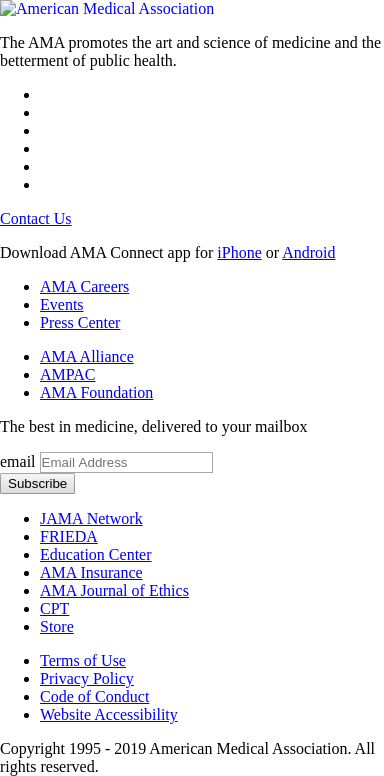 American Medical Association
The AMA promotes the art and science of medicine and the
betterment of public health.
Contact Us
Download AMA Connect app for iPhone or Android
AMA Careers
Events
Press Center
AMA Alliance
AMPAC
AMA Foundation
The best in medicine, delivered to your mailbox
email Email Address
Subscribe
JAMA Network
FRIEDA
Education Center
AMA Insurance
AMA Journal of Ethics
CPT
Store
Terms of Use
Privacy Policy
Code of Conduct
Website Accessibility
Copyright 1995 - 2019 American Medical Association. All
rights reserved.